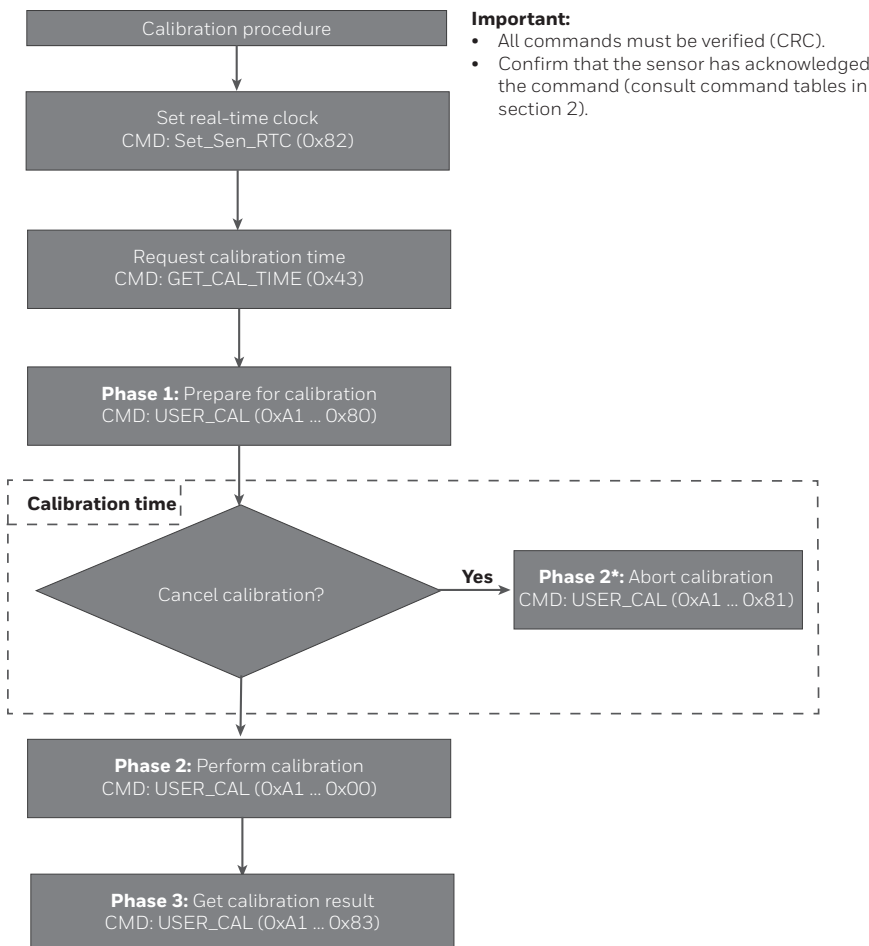 Calibration procedure
Important:
• All commands must be verified (CRC).
• Confirm that the sensor has acknowledged
the command (consult command tables in
section 2).
Set real-time clock
CMD: Set_Sen_RTC (0x82)
Request calibration time
CMD: GET_CAL_TIME (0x43)
Phase 1: Prepare for calibration
CMD: USER_CAL (0xA1 ... 0x80)
Calibration time
Cancel calibration?
Yes
Phase 2*: Abort calibration
CMD: USER_CAL (0xA1 ... 0x81)
Phase 2: Perform calibration
CMD: USER_CAL (0xA1 ... 0x00)
Phase 3: Get calibration result
CMD: USER_CAL (0xA1 ... 0x83)